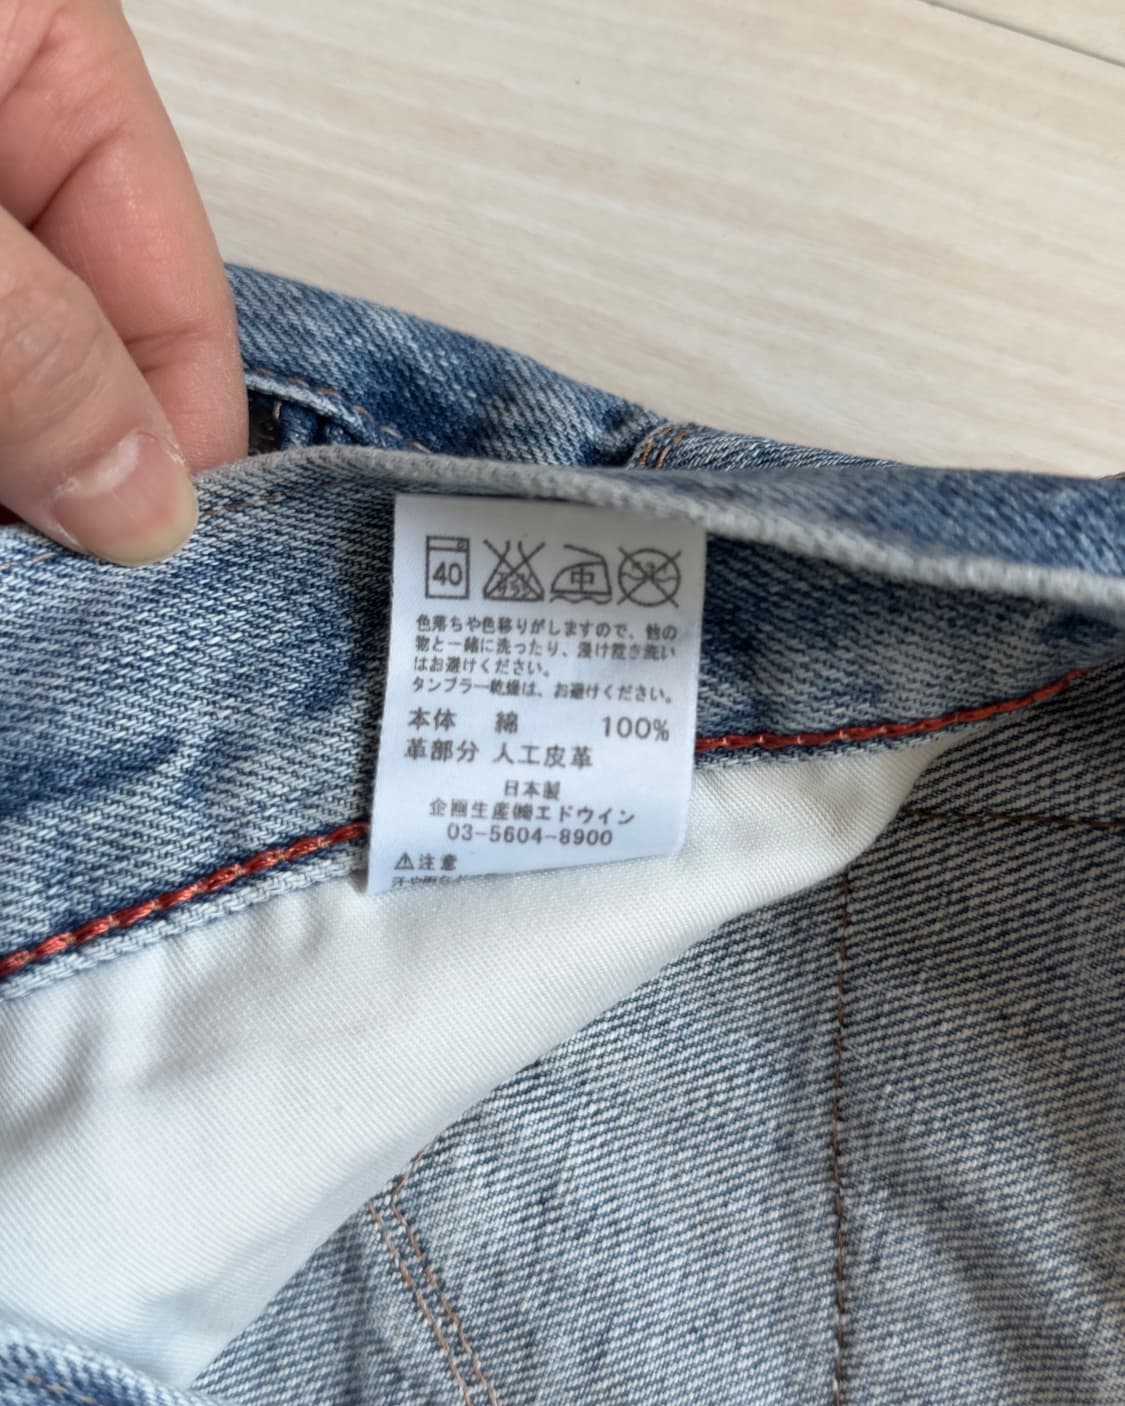 40 中
色落ちや色移りがしますので、他の
物と一緒に洗ったり、浸け置き洗い
はお避けください。
タンブラー乾燥は、お避けください。
本体 綿 100%
革部分 人工皮革
日本製
企画生産㈱エドウイン
03-5604-8900
⚠注意